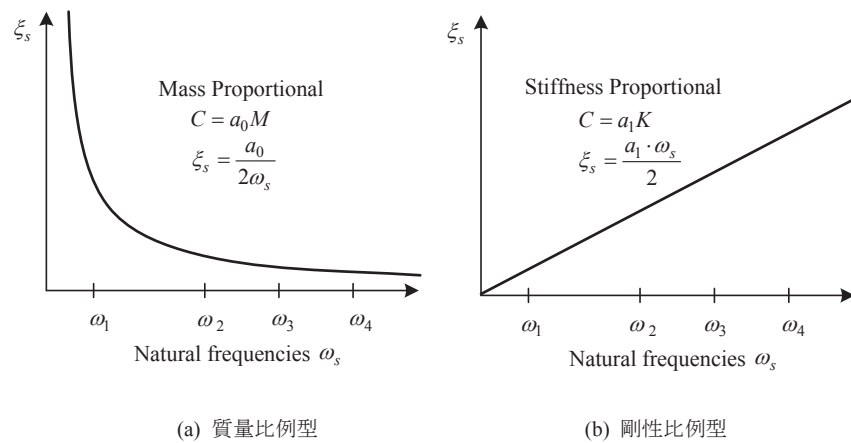 ξₛ
Mass Proportional
C = a₀M
ξₛ = a₀ / 2ωₛ
ω₁ ω₂ ω₃ ω₄
Natural frequencies ωₛ
(a) 質量比例型
ξₛ
Stiffness Proportional
C = a₁K
ξₛ = a₁ · ωₛ / 2
ω₁ ω₂ ω₃ ω₄
Natural frequencies ωₛ
(b) 剛性比例型